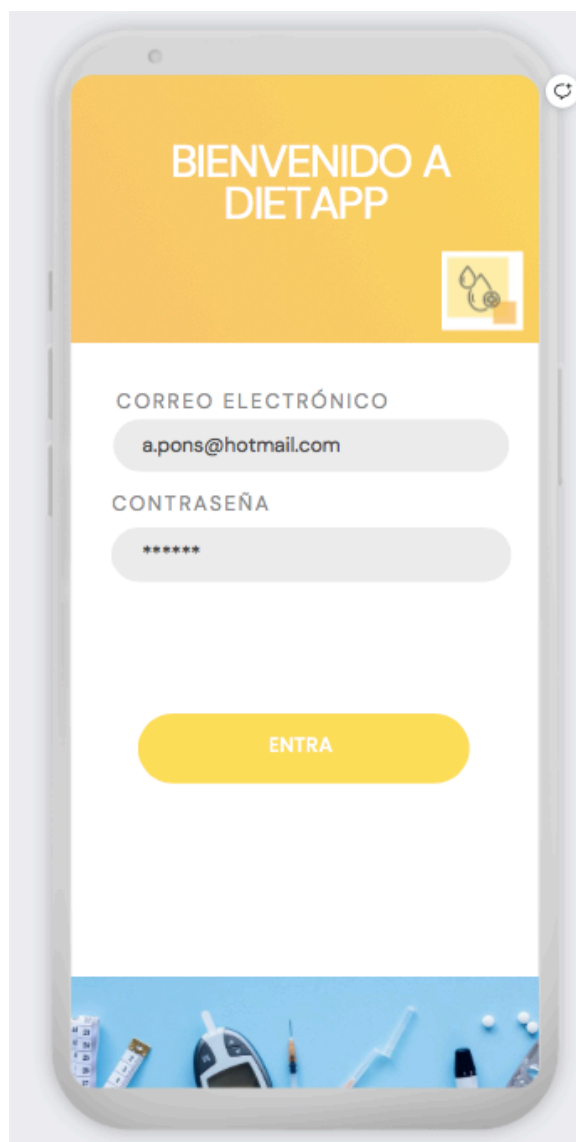 BIENVENIDO A
DIETAPP
CORREO ELECTRÓNICO
a.pons@hotmail.com
CONTRASEÑA
******
ENTRA